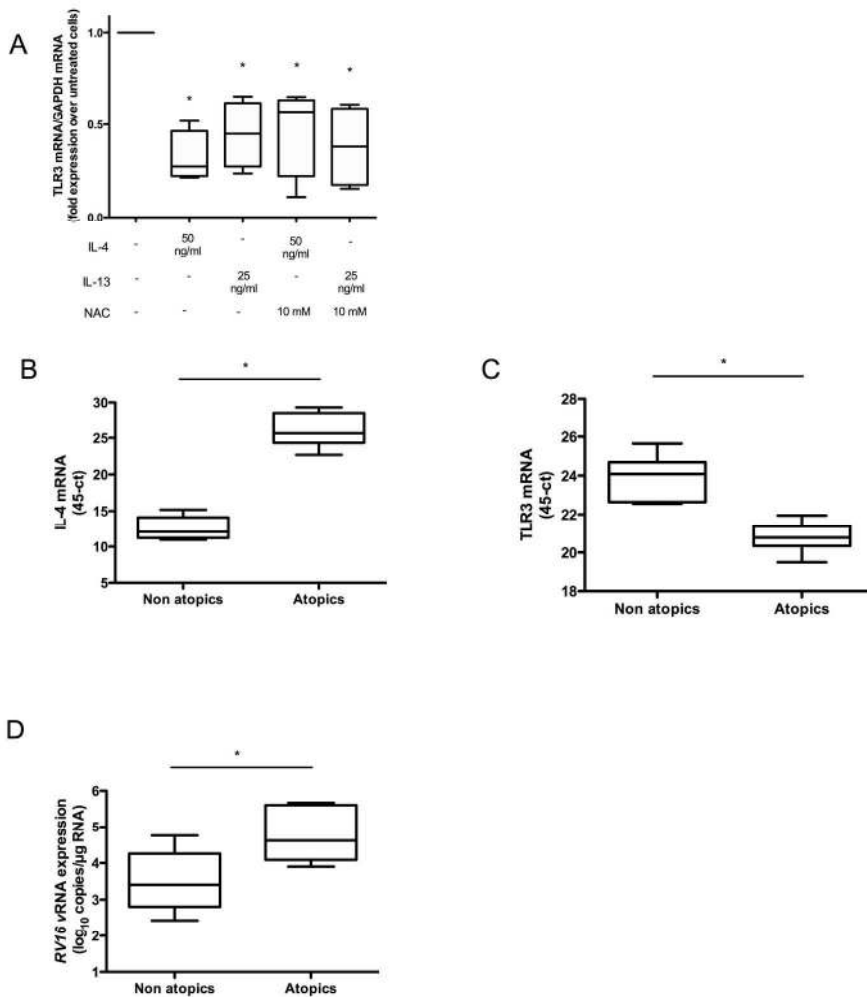 A
TLR3 mRNA/GAPDH mRNA
(fold expression over untreated cells)
1.0
0.5
0.0
* * * *
IL-4 - 50 ng/ml - 50 ng/ml -
IL-13 - - 25 ng/ml - 25 ng/ml
NAC - - - 10 mM 10 mM
B
*
IL-4 mRNA
(45-ct)
30
25
20
15
10
5
Non atopics Atopics
C
*
TLR3 mRNA
(45-ct)
28
26
24
22
20
18
Non atopics Atopics
D
*
RV16 vRNA expression
(log10 copies/µg RNA)
6
5
4
3
2
1
Non atopics Atopics